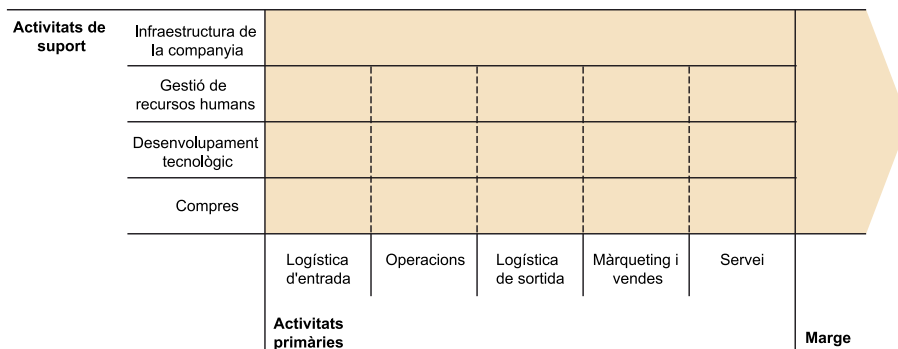 Activitats de
suport
Infraestructura de
la companyia
Gestió de
recursos humans
Desenvolupament
tecnològic
Compres
Logística
d'entrada
Operacions
Logística
de sortida
Màrqueting i
vendes
Servei
Activitats
primàries
Marge